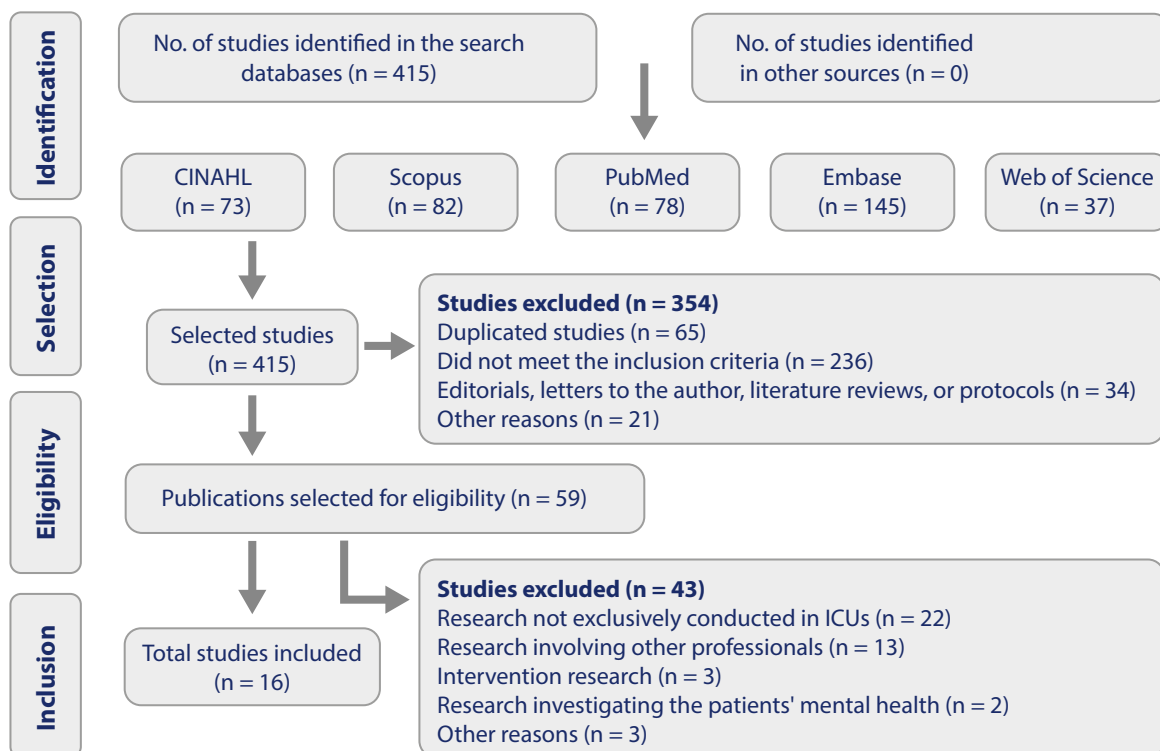 Identification
No. of studies identified in the search
databases (n = 415)
No. of studies identified
in other sources (n = 0)
CINAHL
(n = 73)
Scopus
(n = 82)
PubMed
(n = 78)
Embase
(n = 145)
Web of Science
(n = 37)
Selection
Selected studies
(n = 415)
Studies excluded (n = 354)
Duplicated studies (n = 65)
Did not meet the inclusion criteria (n = 236)
Editorials, letters to the author, literature reviews, or protocols (n = 34)
Other reasons (n = 21)
Eligibility
Publications selected for eligibility (n = 59)
Inclusion
Total studies included
(n = 16)
Studies excluded (n = 43)
Research not exclusively conducted in ICUs (n = 22)
Research involving other professionals (n = 13)
Intervention research (n = 3)
Research investigating the patients' mental health (n = 2)
Other reasons (n = 3)